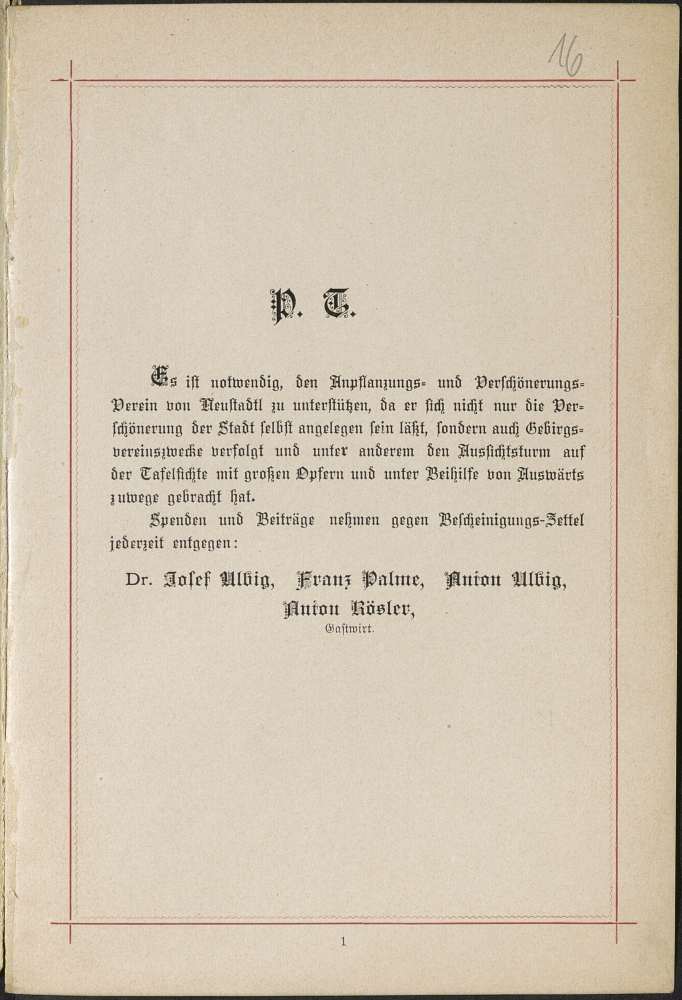 16
P. T.
Es ist notwendig, den Anpflanzungs- und Verschönerungs-
Verein von Neustadtl zu unterstützen, da er sich nicht nur die Ver-
schönerung der Stadt selbst angelegen sein läßt, sondern auch Gebirgs-
vereinszwecke verfolgt und unter anderem den Aussichtsturm auf
der Tafelfichte mit großen Opfern und unter Beihilfe von Auswärts
zuwege gebracht hat.
Spenden und Beiträge nehmen gegen Bescheinigungs-Zettel
jederzeit entgegen:
Dr. Josef Ulbig, Franz Palme, Anton Ulbig,
Anton Rösler,
Gastwirt.
1